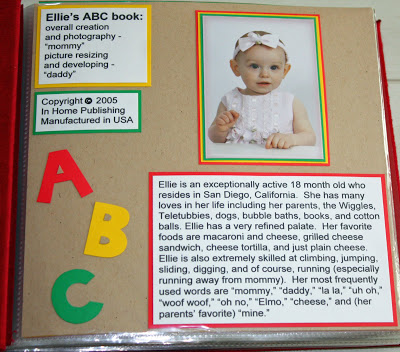 Ellie's ABC book:
overall creation
and photography -
"mommy"
picture resizing
and developing -
"daddy"
Copyright © 2005
In Home Publishing
Manufactured in USA
A
B
C
Ellie is an exceptionally active 18 month old who
resides in San Diego, California. She has many
loves in her life including her parents, the Wiggles,
Teletubbies, dogs, bubble baths, books, and cotton
balls. Ellie has a very refined palate. Her favorite
foods are macaroni and cheese, grilled cheese
sandwich, cheese tortilla, and just plain cheese.
Ellie is also extremely skilled at climbing, jumping,
sliding, digging, and of course, running (especially
running away from mommy). Her most frequently
used words are "mommy," "daddy," "la la," "uh oh,"
"woof woof," "oh no," "Elmo," "cheese," and (her
parents' favorite) "mine."